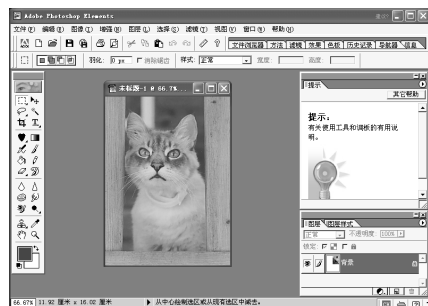 Adobe Photoshop Elements
文件(F) 编辑(E) 图像(I) 增强(N) 图层(L) 选择(S) 滤镜(T) 视图(V) 窗口(W) 帮助(H)
文件浏览器 方法 滤镜 效果 色板 历史记录 导航器 信息
羽化: 0 px 消除锯齿 样式: 正常 宽度: 高度:
未标题-1 @ 66.7%
提示
其它帮助
提示:
有关使用工具和调板的有用说
明。
图层 图层样式
正常 不透明度: 100%
锁定:
背景
66.67% 11.92 厘米 x 16.02 厘米 从中心绘制选区或从现有选区中减去。